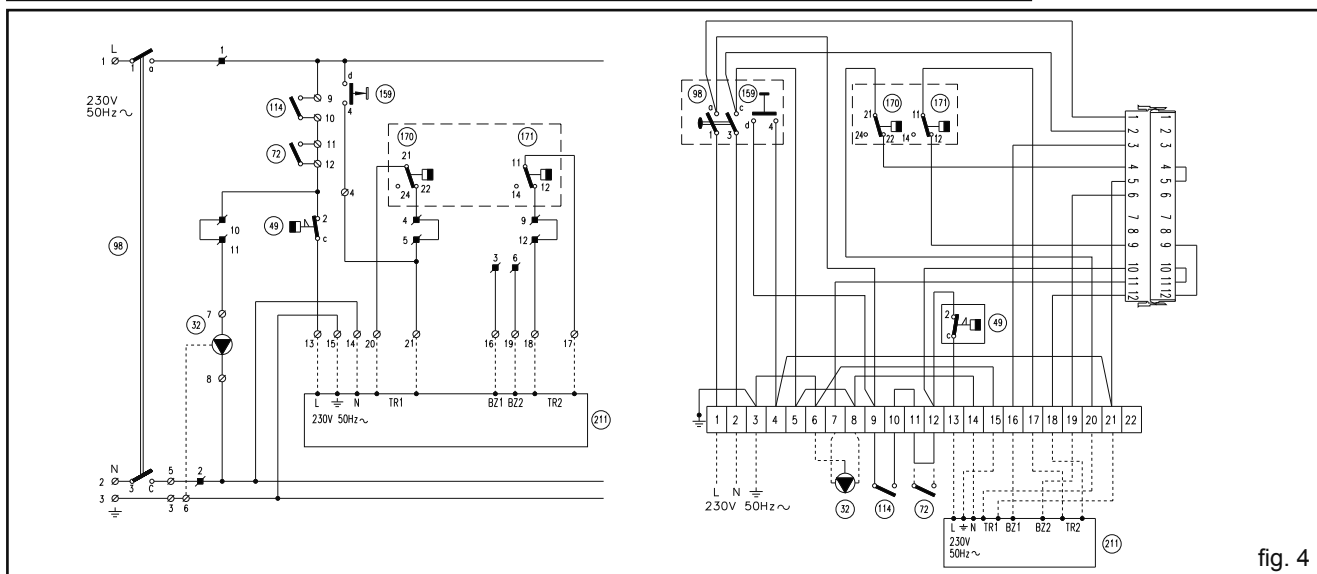 L
1 1 a 1
230V
50Hz~
d
159
4
114 9
10
11
72 12
170 171
21 11
24 22 14 12
4
49 2
c
10
11
4 9
5 12
3 6
98
7
32
8
13 15 14 20 21 16 19 18 17
L N TR1 BZ1 BZ2 TR2
230V 50Hz~
211
N 5 2
2 3 C
3 3 6
98 159
a c
d
1 3 4
170 171
21 11
24 22 14 12
1 1
2 2
3 3
4 4
5 5
6 6
7 7
8 8
9 9
10 10
11 11
12 12
2
49
c
1 2 3 4 5 6 7 8 9 10 11 12 13 14 15 16 17 18 19 20 21 22
L N
230V 50Hz~
32 114 72
L N TR1 BZ1 BZ2 TR2
230V
50Hz~
211
fig. 4